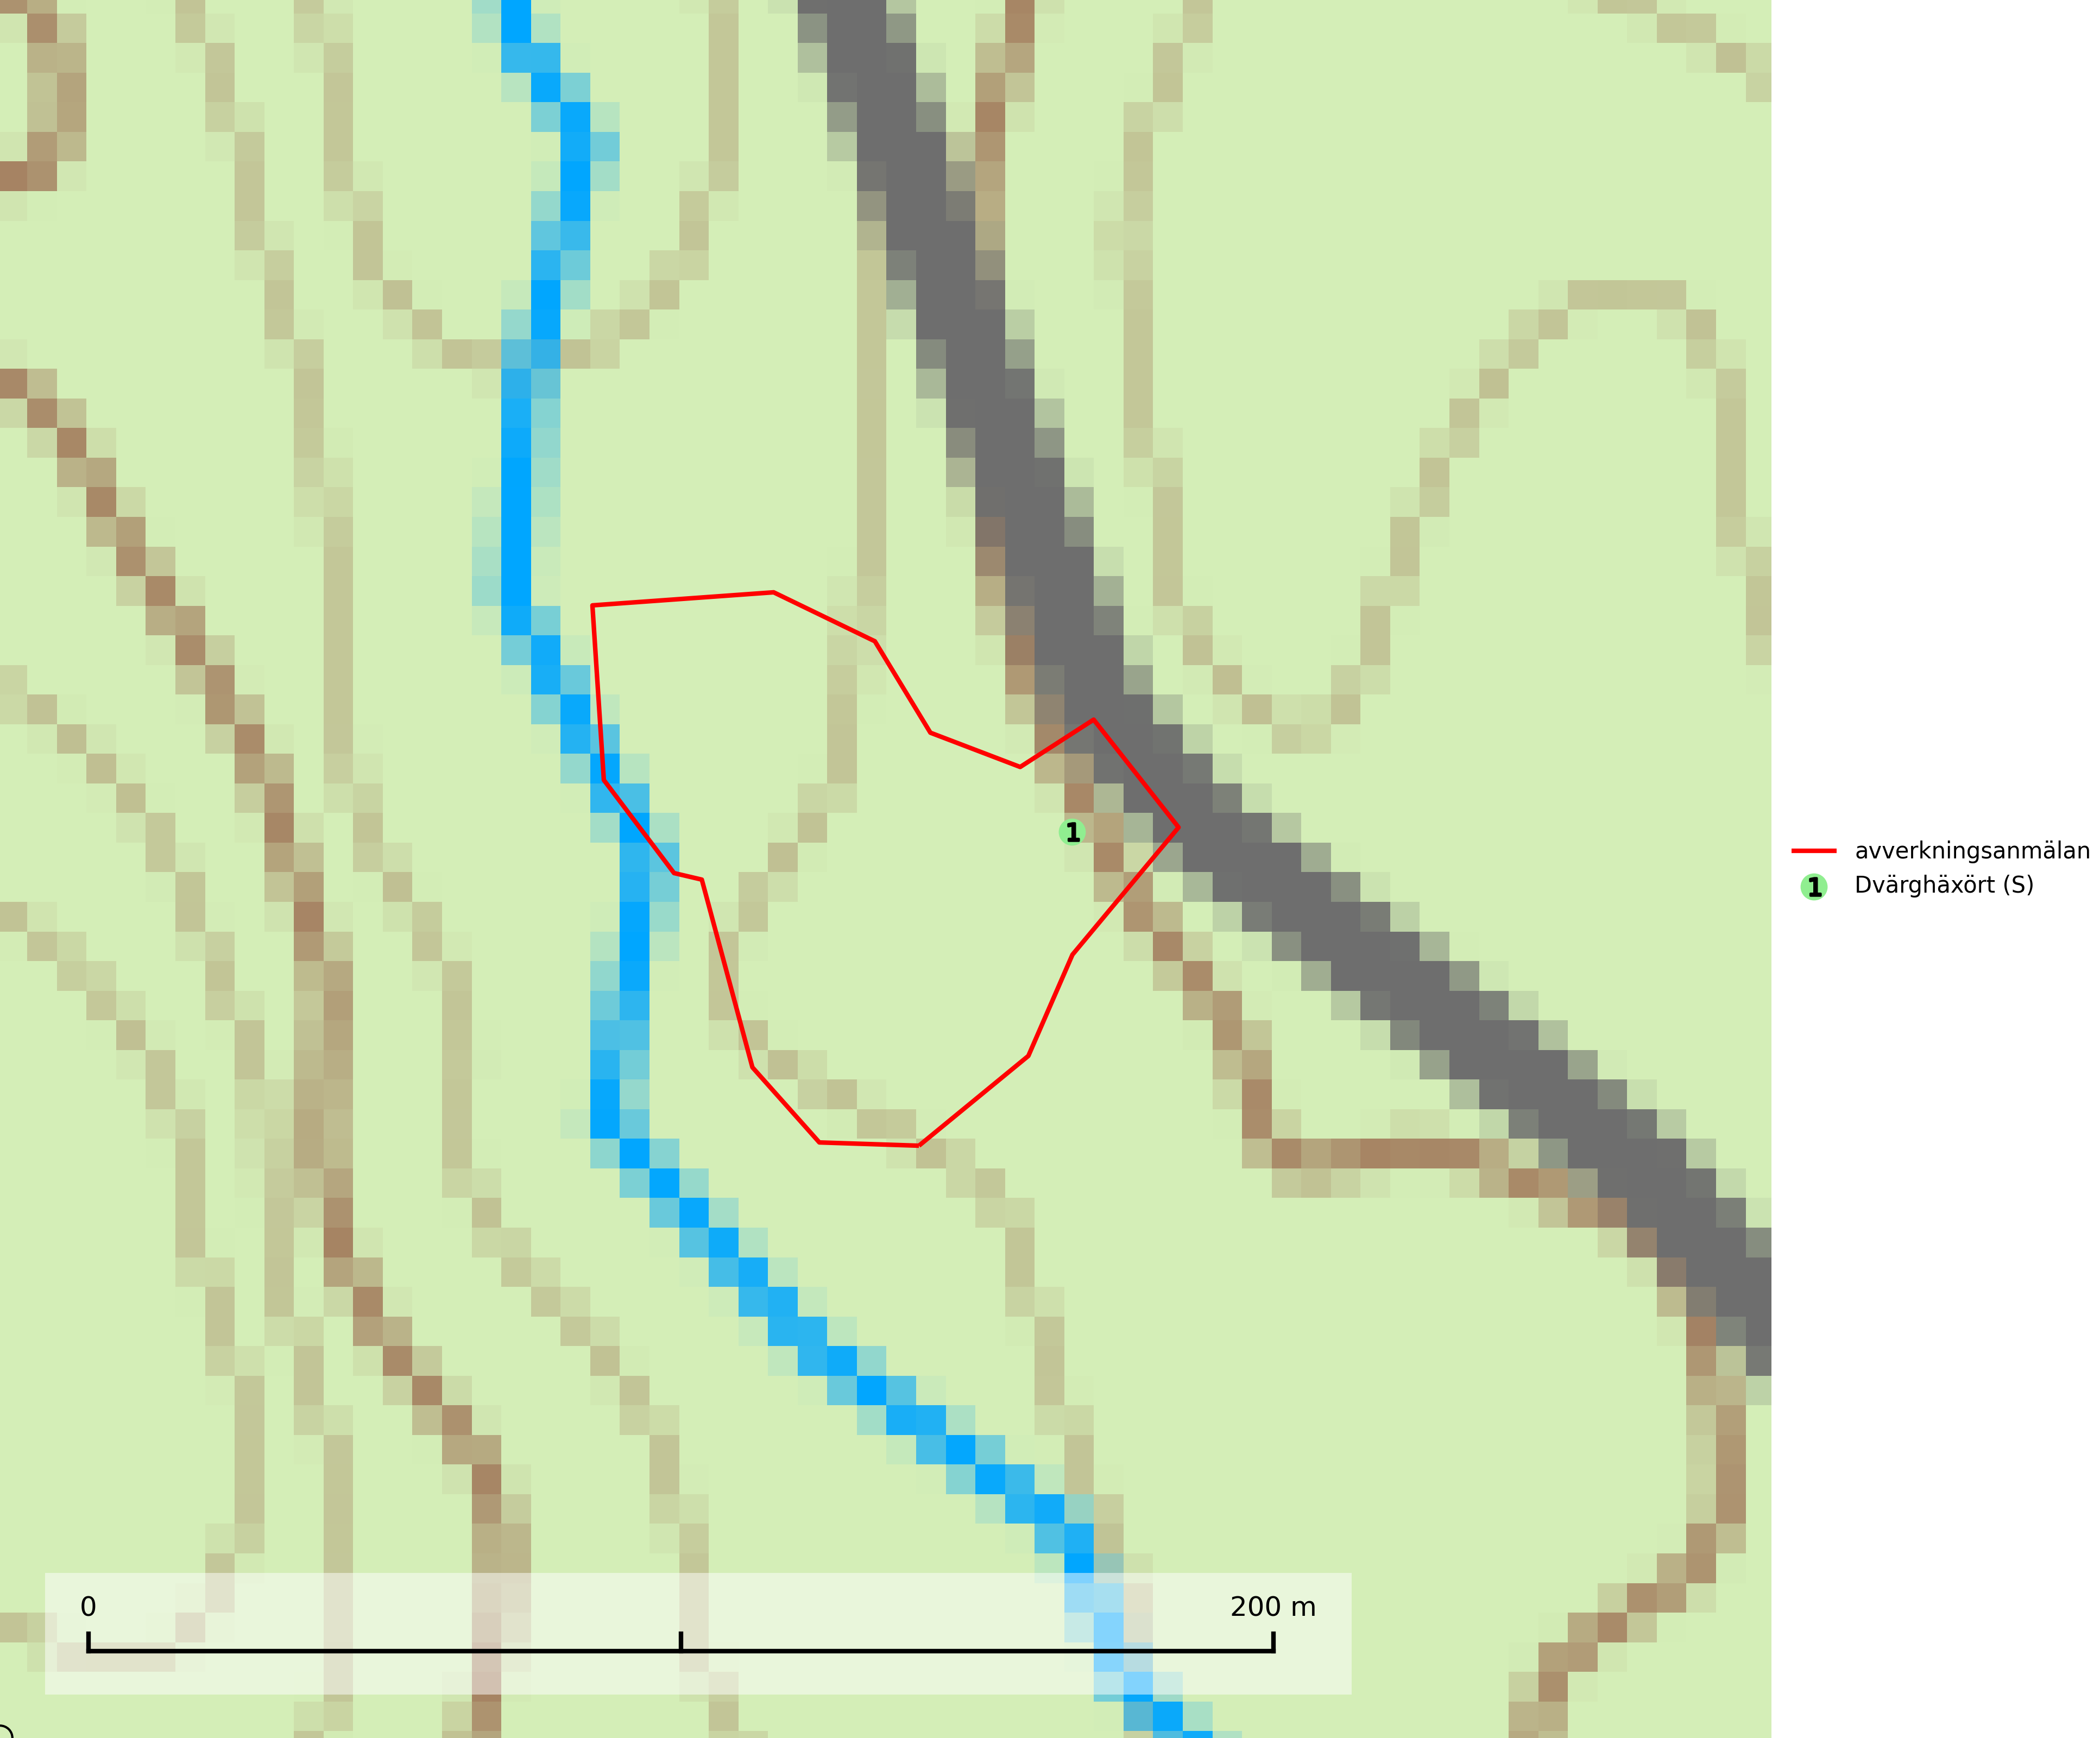 1
avverkningsanmälan
1 Dvärghäxört (S)
0 200 m